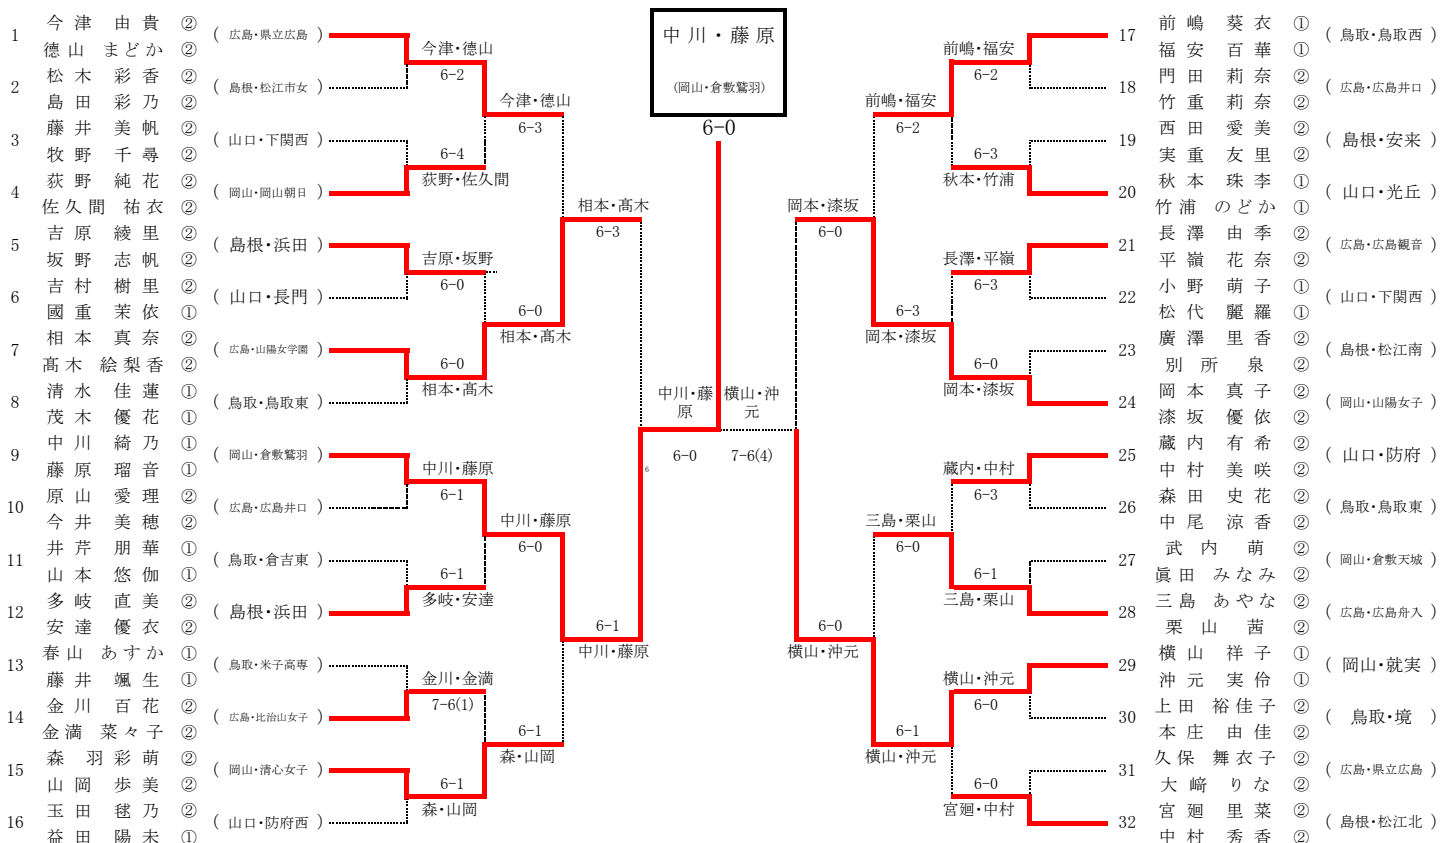 中川・藤原
(岡山・倉敷鷲羽)
6-0
1
今津 由貴 ②
徳山 まどか ②
( 広島・県立広島 )
2
松木 彩香 ②
島田 彩乃 ②
( 島根・松江市女 )
3
藤井 美帆 ②
牧野 千尋 ②
( 山口・下関西 )
4
荻野 純花 ②
佐久間 祐衣 ②
( 岡山・岡山朝日 )
5
吉原 綾里 ②
坂野 志帆 ②
( 島根・浜田 )
6
吉村 樹里 ②
國重 茉依 ①
( 山口・長門 )
7
相本 真奈 ②
髙木 絵梨香 ②
( 広島・山陽女学園 )
8
清水 佳蓮 ①
茂木 優花 ①
( 鳥取・鳥取東 )
9
中川 綺乃 ①
藤原 瑠音 ①
( 岡山・倉敷鷲羽 )
10
原山 愛理 ②
今井 美穂 ②
( 広島・広島井口 )
11
井芹 朋華 ①
山本 悠伽 ①
( 鳥取・倉吉東 )
12
多岐 直美 ②
安達 優衣 ②
( 島根・浜田 )
13
春山 あすか ①
藤井 颯生 ①
( 鳥取・米子高専 )
14
金川 百花 ②
金満 菜々子 ②
( 広島・比治山女子 )
15
森 羽彩萌 ②
山岡 歩美 ②
( 岡山・清心女子 )
16
玉田 毬乃 ②
益田 陽未 ①
( 山口・防府西 )
今津・徳山
6-2
6-4
荻野・佐久間
吉原・坂野
6-0
6-0
相本・髙木
中川・藤原
6-1
6-1
多岐・安達
金川・金満
7-6(1)
6-1
森・山岡
今津・徳山
6-3
6-0
相本・髙木
中川・藤原
6-0
6-1
森・山岡
相本・髙木
6-3
6-1
中川・藤原
中川・藤原
6-0
6
横山・沖元
7-6(4)
岡本・漆坂
6-0
6-0
横山・沖元
前嶋・福安
6-2
6-3
岡本・漆坂
三島・栗山
6-0
6-1
横山・沖元
前嶋・福安
6-2
6-3
秋本・竹浦
長澤・平嶺
6-3
6-0
岡本・漆坂
蔵内・中村
6-3
6-1
三島・栗山
横山・沖元
6-0
6-0
宮廻・中村
17
前嶋 葵衣 ①
福安 百華 ①
( 鳥取・鳥取西 )
18
門田 莉奈 ②
竹重 莉奈 ②
( 広島・広島井口 )
19
西田 愛美 ②
実重 友里 ②
( 島根・安来 )
20
秋本 珠李 ①
竹浦 のどか ①
( 山口・光丘 )
21
長澤 由季 ②
平嶺 花奈 ②
( 広島・広島観音 )
22
小野 萌子 ①
松代 麗羅 ①
( 山口・下関西 )
23
廣澤 里香 ②
別所 泉 ②
( 島根・松江南 )
24
岡本 真子 ②
漆坂 優依 ②
( 岡山・山陽女子 )
25
蔵内 有希 ②
中村 美咲 ②
( 山口・防府 )
26
森田 史花 ②
中尾 涼香 ②
( 鳥取・鳥取東 )
27
武内 萌 ②
眞田 みなみ ②
( 岡山・倉敷天城 )
28
三島 あやな ②
栗山 茜 ②
( 広島・広島舟入 )
29
横山 祥子 ①
沖元 実伶 ①
( 岡山・就実 )
30
上田 裕佳子 ②
本庄 由佳 ②
( 鳥取・境 )
31
久保 舞衣子 ②
大﨑 りな ②
( 広島・県立広島 )
32
宮廻 里菜 ②
中村 秀香 ②
( 島根・松江北 )